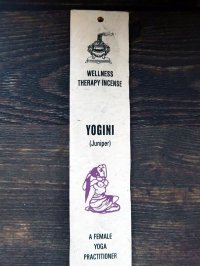 WELLNESS
THERAPY INCENSE
YOGINI
(Juniper)
A FEMALE
YOGA
PRACTITIONER